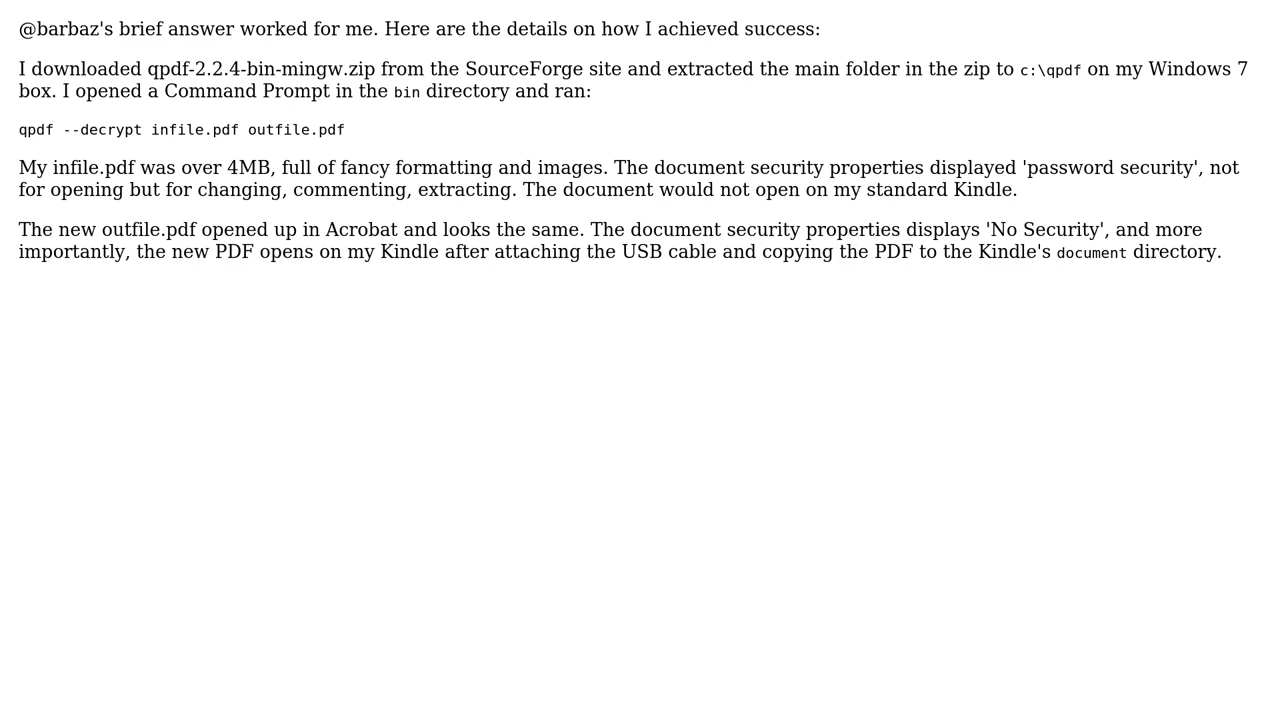 @barbaz's brief answer worked for me. Here are the details on how I achieved success:
I downloaded qpdf-2.2.4-bin-mingw.zip from the SourceForge site and extracted the main folder in the zip to c:\qpdf on my Windows 7
box. I opened a Command Prompt in the bin directory and ran:
qpdf --decrypt infile.pdf outfile.pdf
My infile.pdf was over 4MB, full of fancy formatting and images. The document security properties displayed 'password security', not
for opening but for changing, commenting, extracting. The document would not open on my standard Kindle.
The new outfile.pdf opened up in Acrobat and looks the same. The document security properties displays 'No Security', and more
importantly, the new PDF opens on my Kindle after attaching the USB cable and copying the PDF to the Kindle's document directory.